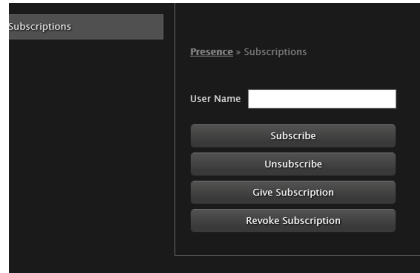 Subscriptions
Presence » Subscriptions
User Name
Subscribe
Unsubscribe
Give Subscription
Revoke Subscription